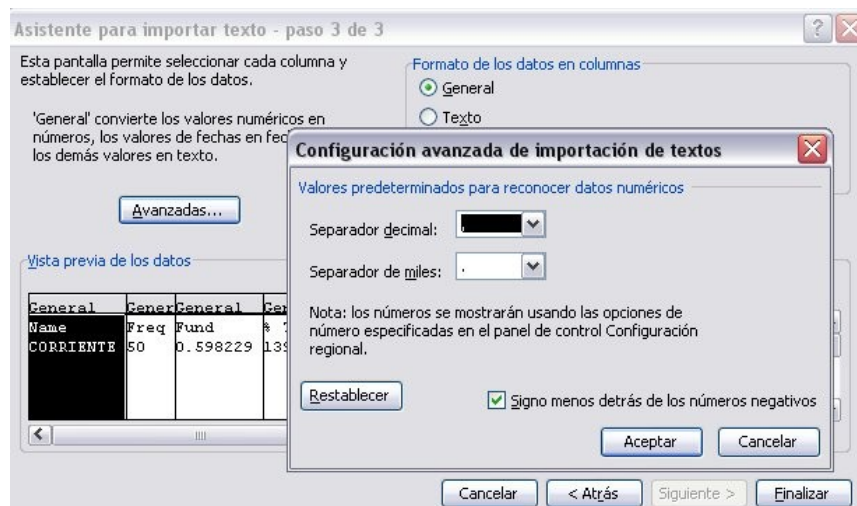 Asistente para importar texto - paso 3 de 3
Esta pantalla permite seleccionar cada columna y
establecer el formato de los datos.
'General' convierte los valores numéricos en
números, los valores de fechas en fec
los demás valores en texto.
Avanzadas...
Formato de los datos en columnas
General
Texto
Configuración avanzada de importación de textos
Valores predeterminados para reconocer datos numéricos
Separador decimal: ,
Separador de miles: .
Nota: los números se mostrarán usando las opciones de
número especificadas en el panel de control Configuración
regional.
Restablecer
Signo menos detrás de los números negativos
Aceptar Cancelar
Vista previa de los datos
General Gener General Ger
Name Freq Fund %
CORRIENTE 50 0.598229 139
Cancelar < Atrás Siguiente > Finalizar